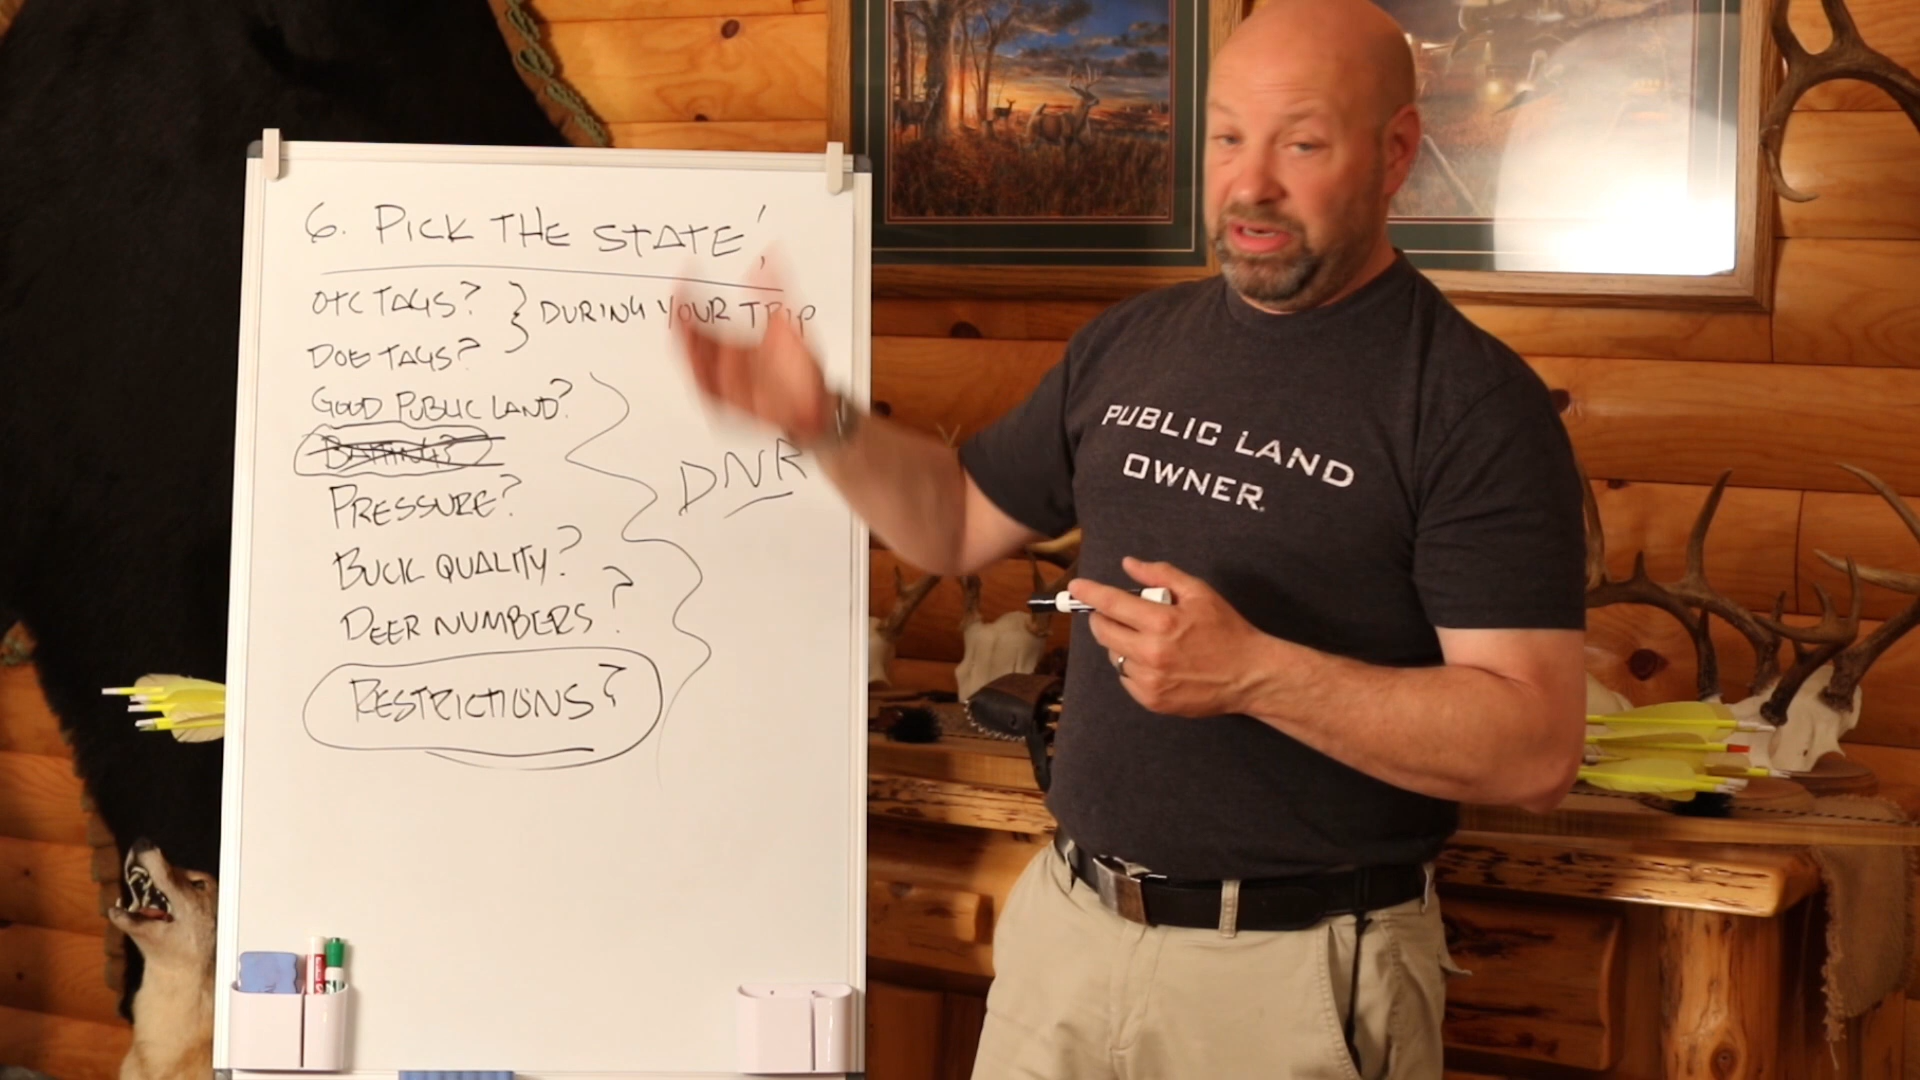 6. PICK THE STATE!
OTC TAGS? } DURING YOUR TRIP
DOE TAGS?
GOOD PUBLIC LAND?
BAITING?
PRESSURE?
DNR
BUCK QUALITY?
DEER NUMBERS?
RESTRICTIONS?
PUBLIC LAND
OWNER